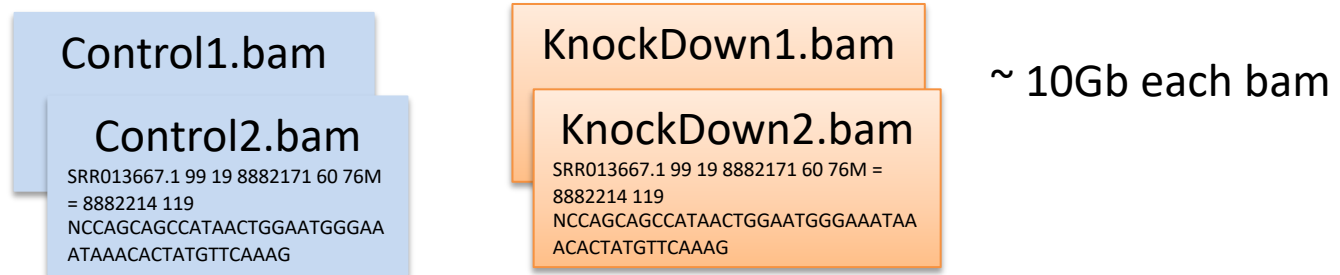 Control1.bam
Control2.bam
SRR013667.1 99 19 8882171 60 76M
= 8882214 119
NCCAGCAGCCATAACTGGAATGGGAA
ATAAACACTATGTTCAAAG
KnockDown1.bam
KnockDown2.bam
SRR013667.1 99 19 8882171 60 76M =
8882214 119
NCCAGCAGCCATAACTGGAATGGGAAATAA
ACACTATGTTCAAAG
~ 10Gb each bam